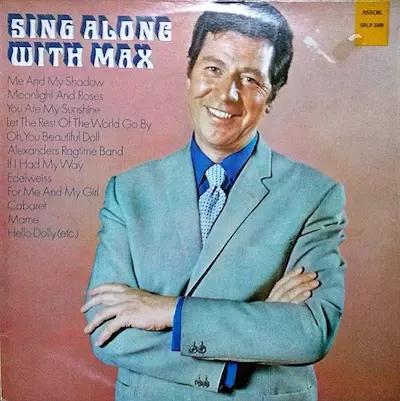 SING ALONG
WITH MAX
ASTOR
Me And My Shadow
Moonlight And Roses
You Are My Sunshine
Let The Rest Of The World Go By
Oh, You Beautiful Doll
Alexanders Ragtime Band
If I Had My Way
Edelweiss
For Me And My Girl
Cabaret
Mame
Hello Dolly (etc.)